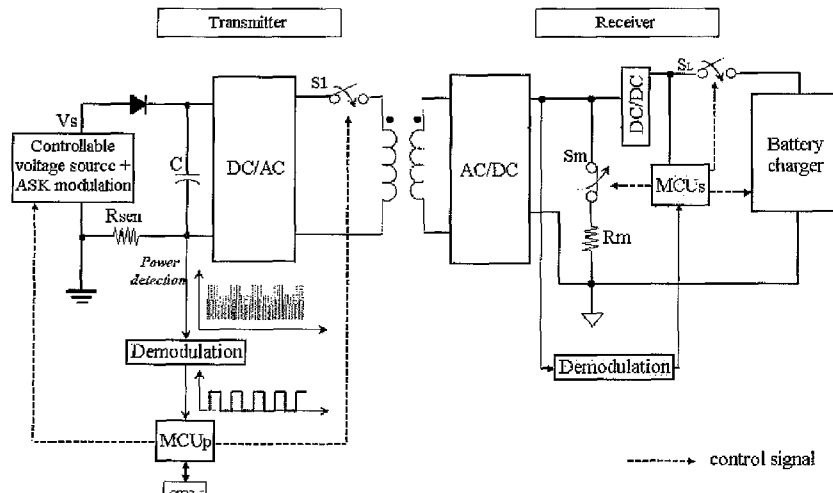 Transmitter
Receiver
Vs
Controllable
voltage source +
ASK modulation
C
Rsen
DC/AC
S1
AC/DC
DC/DC
SL
Sm
MCUs
Rm
Battery
charger
Power
detection
Demodulation
Demodulation
MCUp
control signal